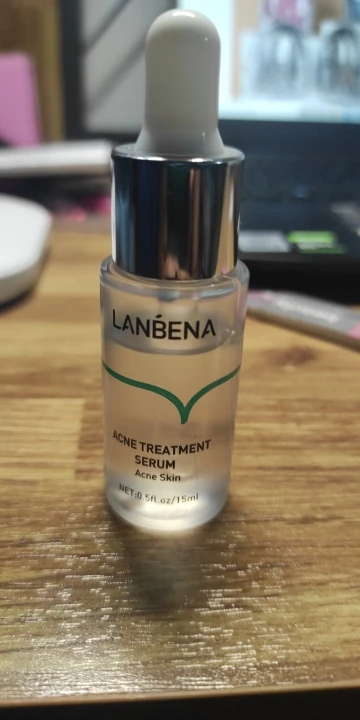 LANBENA
ACNE TREATMENT
SERUM
Acne Skin
NET:0.5fl.oz/15ml